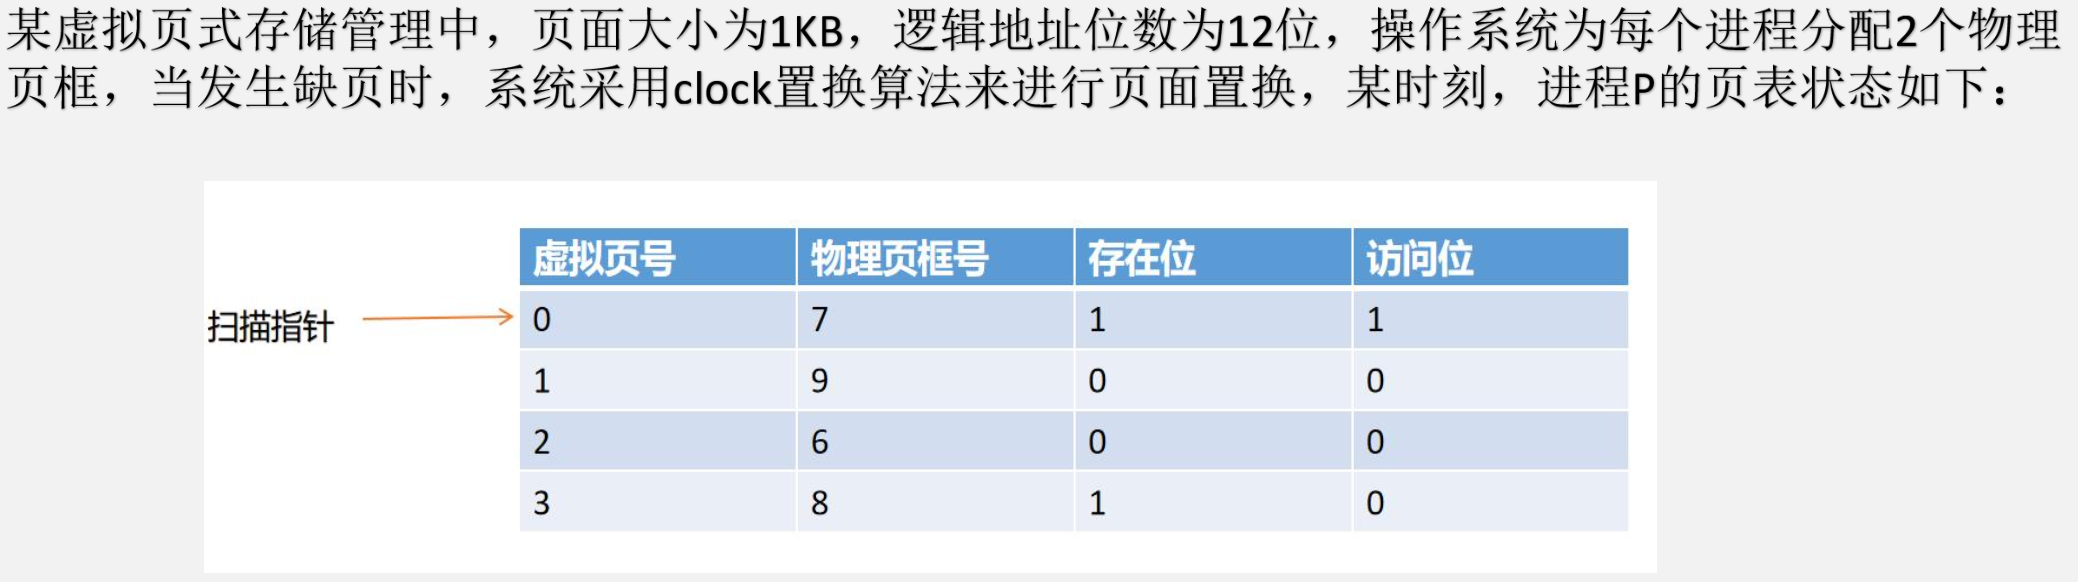 某虚拟页式存储管理中，页面大小为1KB，逻辑地址位数为12位，操作系统为每个进程分配2个物理
页框，当发生缺页时，系统采用clock置换算法来进行页面置换，某时刻，进程P的页表状态如下：
虚拟页号 物理页框号 存在位 访问位
扫描指针 0 7 1 1
1 9 0 0
2 6 0 0
3 8 1 0